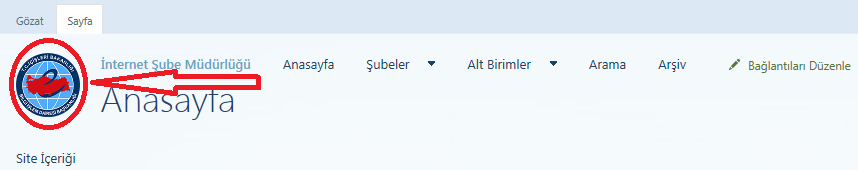 Gözat Sayfa
İnternet Şube Müdürlüğü Anasayfa Şubeler Alt Birimler Arama Arşiv Bağlantıları Düzenle
Anasayfa
Site İçeriği